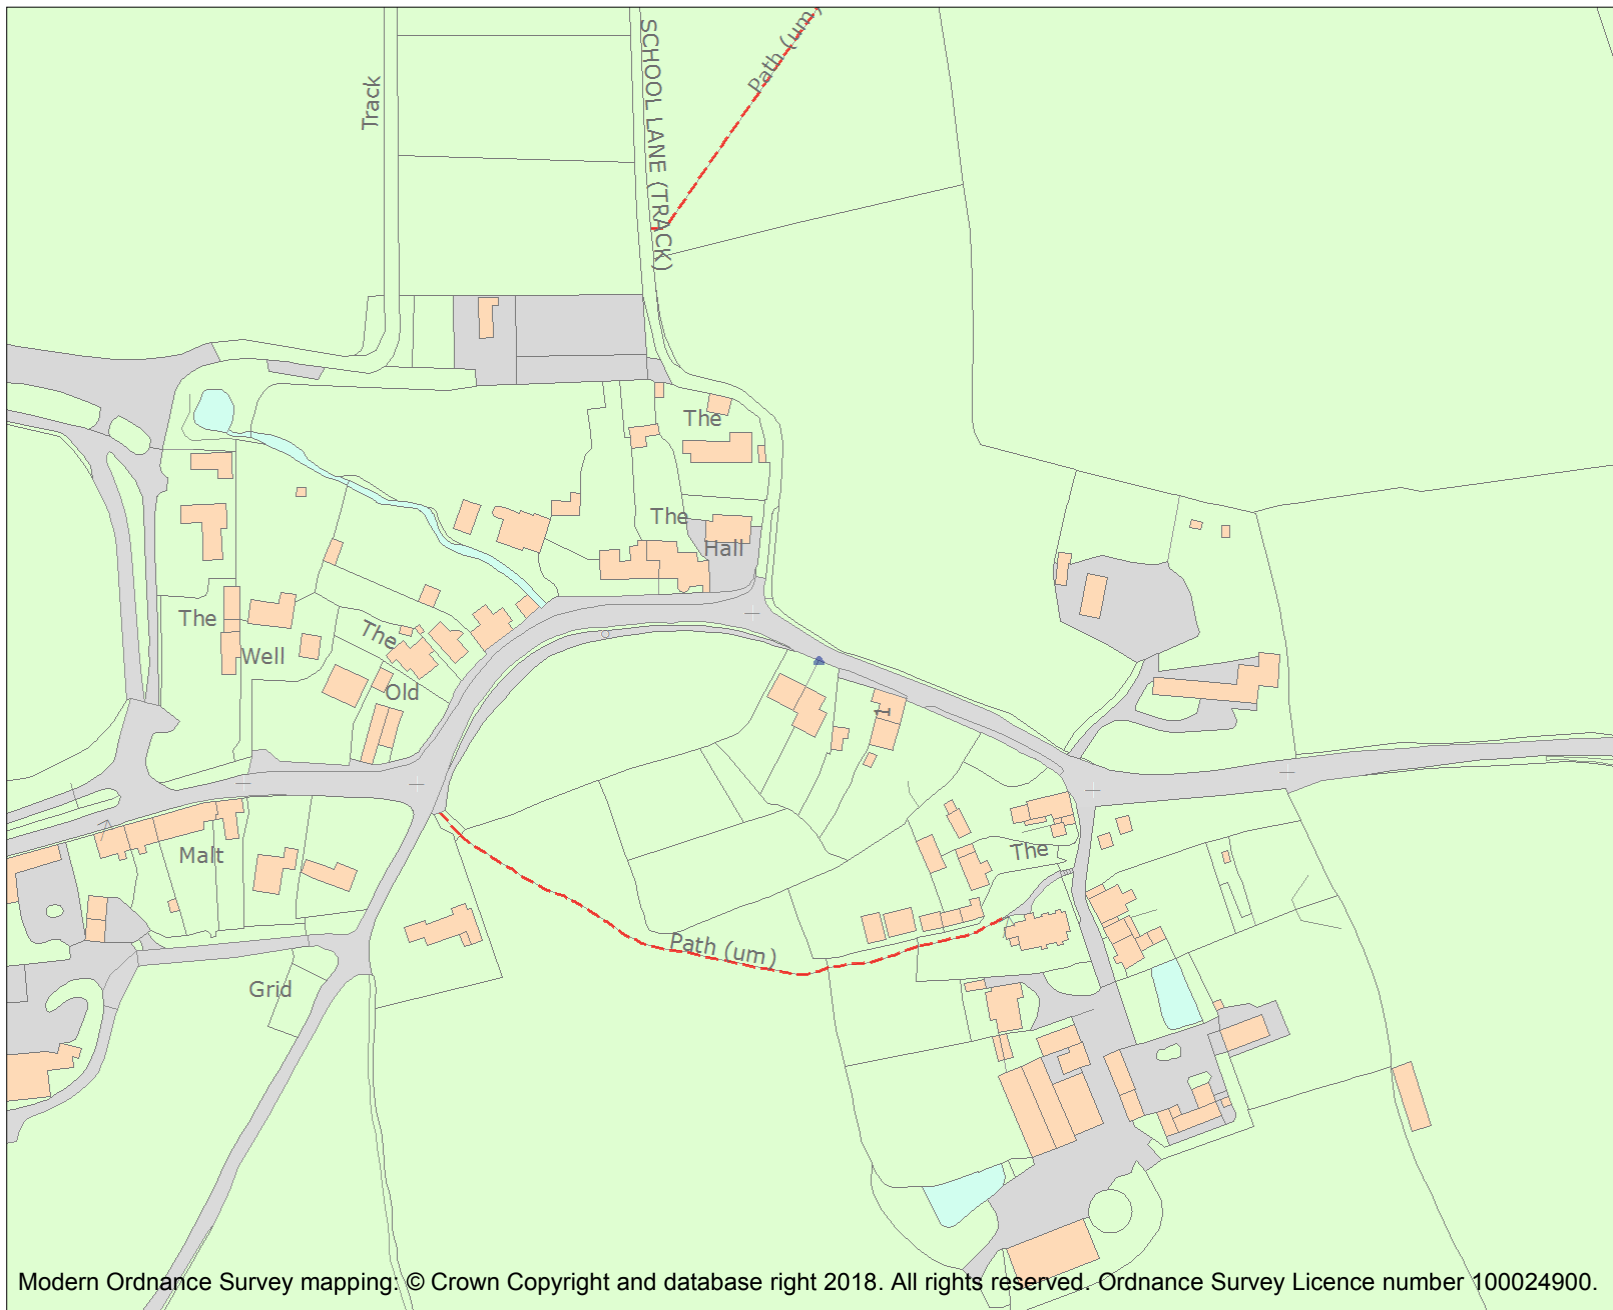 Path (um)
SCHOOL LANE (TRACK)
Track
The
The
Hall
The
The
Well
Old
1
Malt
The
Path (um)
Grid
Modern Ordnance Survey mapping: © Crown Copyright and database right 2018. All rights reserved. Ordnance Survey Licence number 100024900.